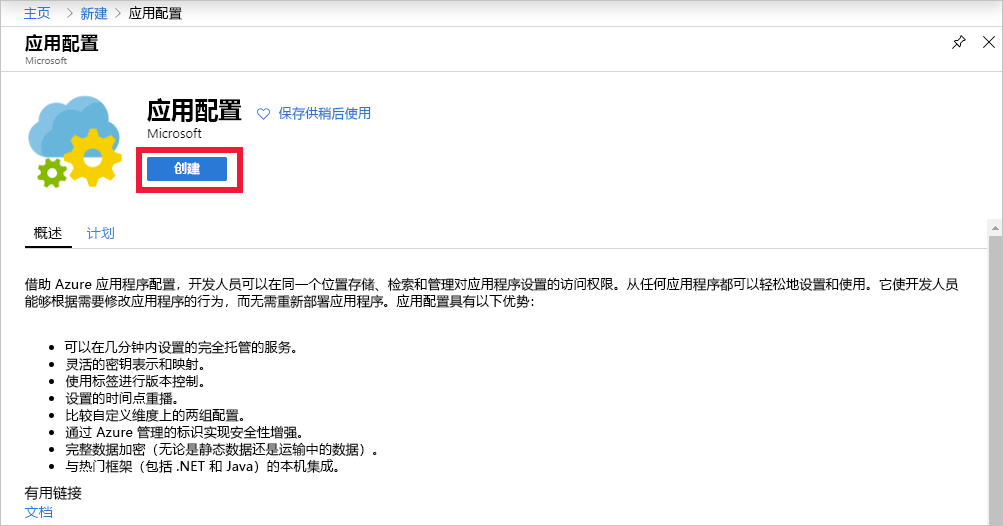 主页 > 新建 > 应用配置
应用配置
Microsoft
应用配置 保存供稍后使用
Microsoft
创建
概述 计划
借助 Azure 应用程序配置，开发人员可以在同一个位置存储、检索和管理对应用程序设置的访问权限。从任何应用程序都可以轻松地设置和使用。它使开发人员
能够根据需要修改应用程序的行为，而无需重新部署应用程序。应用配置具有以下优势：
• 可以在几分钟内设置的完全托管的服务。
• 灵活的密钥表示和映射。
• 使用标签进行版本控制。
• 设置的时间点重播。
• 比较自定义维度上的两组配置。
• 通过 Azure 管理的标识实现安全性增强。
• 完整数据加密（无论是静态数据还是运输中的数据）。
• 与热门框架（包括 .NET 和 Java）的本机集成。
有用链接
文档